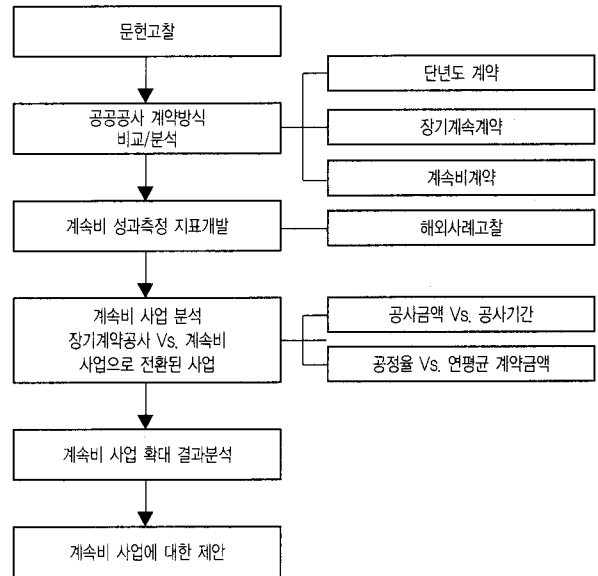 문헌고찰
공공공사 계약방식
비교/분석
단년도 계약
장기계속계약
계속비계약
계속비 성과측정 지표개발
해외사례고찰
계속비 사업 분석
장기계약공사 Vs. 계속비
사업으로 전환된 사업
공사금액 Vs. 공사기간
공정율 Vs. 연평균 계약금액
계속비 사업 확대 결과분석
계속비 사업에 대한 제안